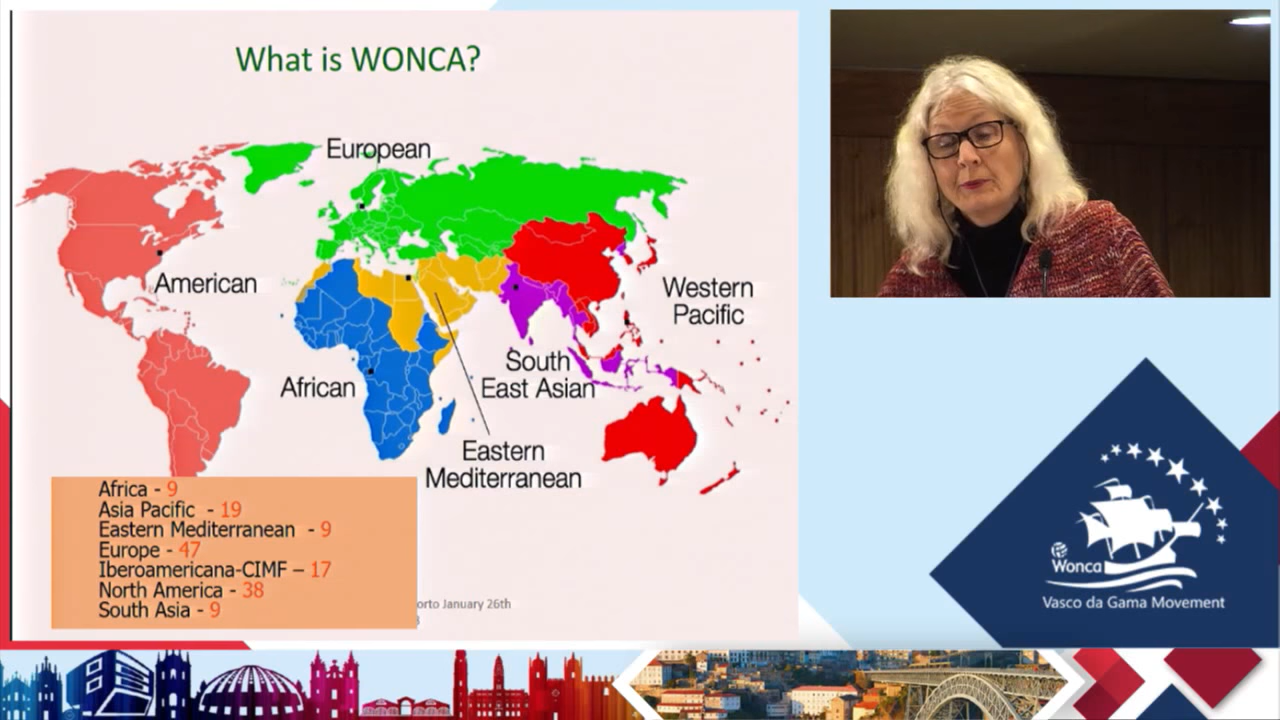 What is WONCA?
European
American
Western
Pacific
South
East Asian
African
Eastern
Mediterranean
Africa - 9
Asia Pacific - 19
Eastern Mediterranean - 9
Europe - 47
Iberoamericana-CIMF – 17
North America - 38
South Asia - 9
orto January 26th
Wonca
Vasco da Gama Movement